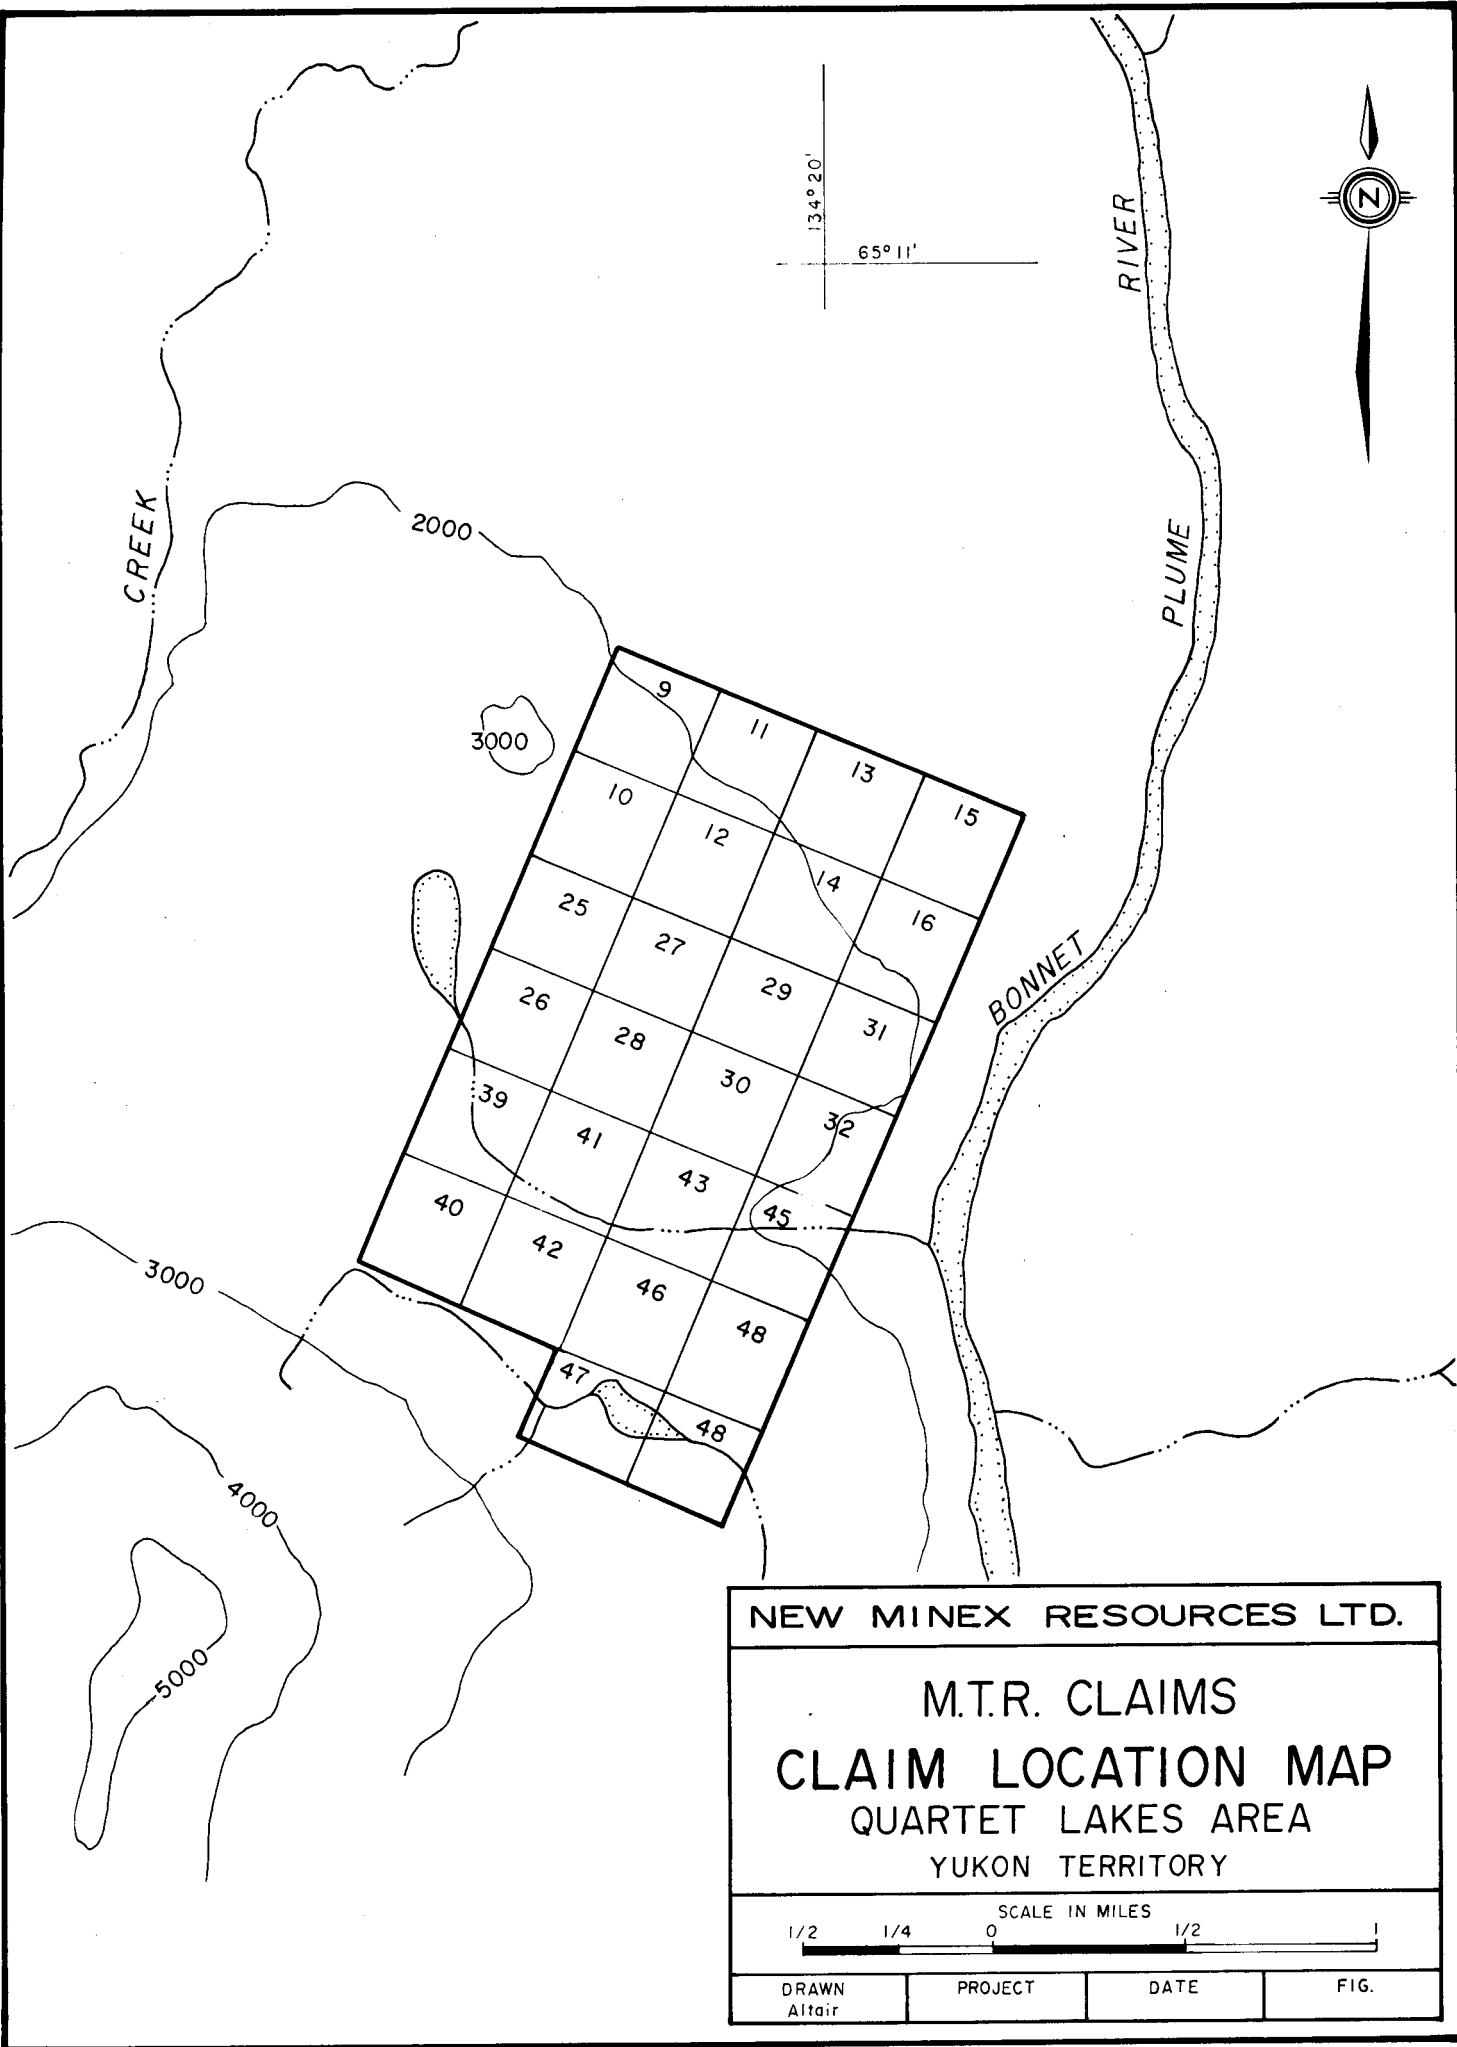 134° 20'
65° 11'
N
RIVER
PLUME
BONNET
CREEK
2000
3000
9
11
13
15
10
12
14
16
25
27
29
31
26
28
30
32
39
41
43
45
40
42
46
48
47
48
3000
4000
5000
NEW MINEX RESOURCES LTD.
M.T.R. CLAIMS
CLAIM LOCATION MAP
QUARTET LAKES AREA
YUKON TERRITORY
SCALE IN MILES
1/2 1/4 0 1/2 1
DRAWN PROJECT DATE FIG.
Altair